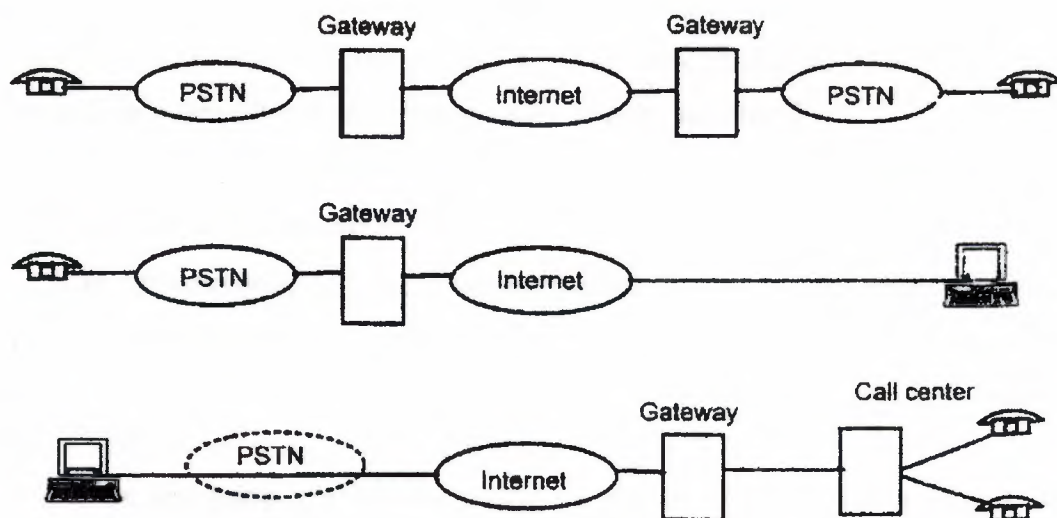 Gateway Gateway
PSTN Internet PSTN
Gateway
PSTN Internet
Call center
Gateway
PSTN
Internet